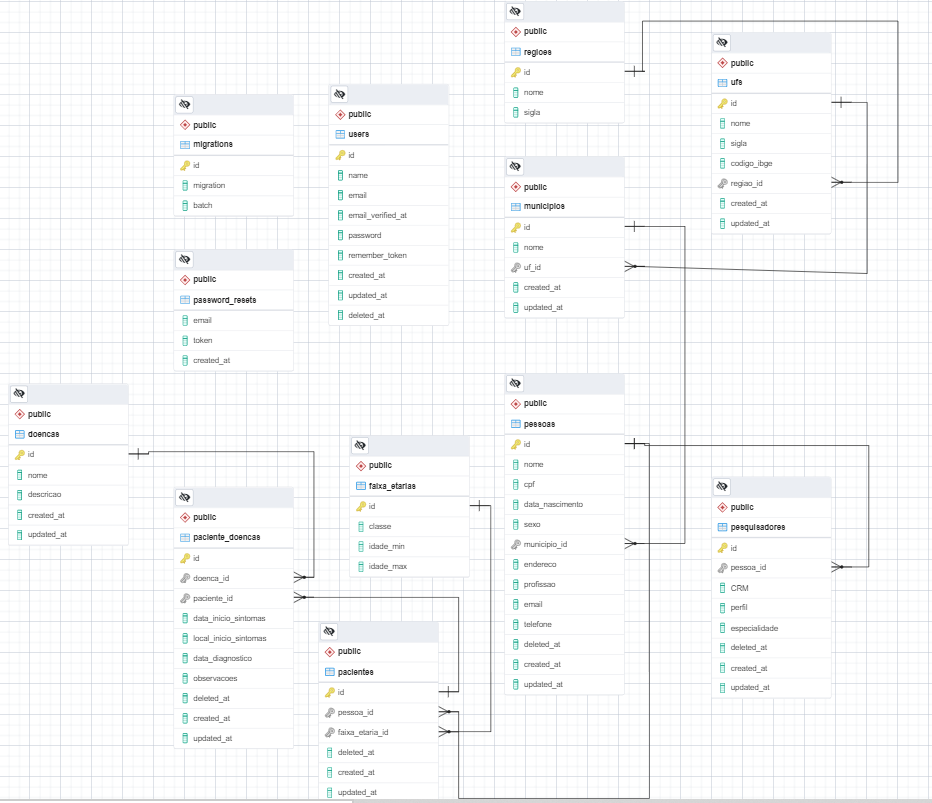 public
regioes
id
nome
sigla
public
ufs
id
nome
sigla
codigo_ibge
regiao_id
created_at
updated_at
public
users
id
name
email
email_verified_at
password
remember_token
created_at
updated_at
deleted_at
public
migrations
id
migration
batch
public
municipios
id
nome
uf_id
created_at
updated_at
public
password_resets
email
token
created_at
public
pessoas
id
nome
cpf
data_nascimento
sexo
municipio_id
endereco
profissao
email
telefone
deleted_at
created_at
updated_at
public
doencas
id
nome
descricao
created_at
updated_at
public
faixa_etarias
id
classe
idade_min
idade_max
public
pesquisadores
id
pessoa_id
CRM
perfil
especialidade
deleted_at
created_at
updated_at
public
paciente_doencas
id
doenca_id
paciente_id
data_inicio_sintomas
local_inicio_sintomas
data_diagnostico
observacoes
deleted_at
created_at
updated_at
public
pacientes
id
pessoa_id
faixa_etaria_id
deleted_at
created_at
updated_at